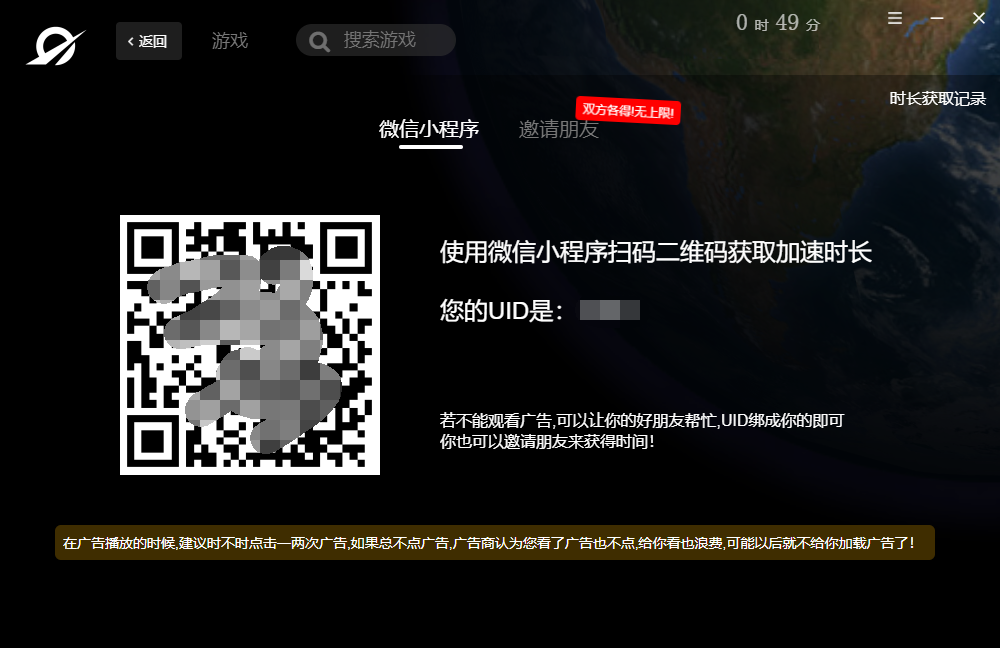 返回
游戏
搜索游戏
0 时 49 分
时长获取记录
双方各得!无上限!
微信小程序
邀请朋友
使用微信小程序扫码二维码获取加速时长
您的UID是：
若不能观看广告,可以让你的好朋友帮忙,UID绑成你的即可
你也可以邀请朋友来获得时间！
在广告播放的时候,建议时不时点击一两次广告,如果总不点广告,广告商认为您看了广告也不点,给你看也浪费,可能以后就不给你加载广告了！